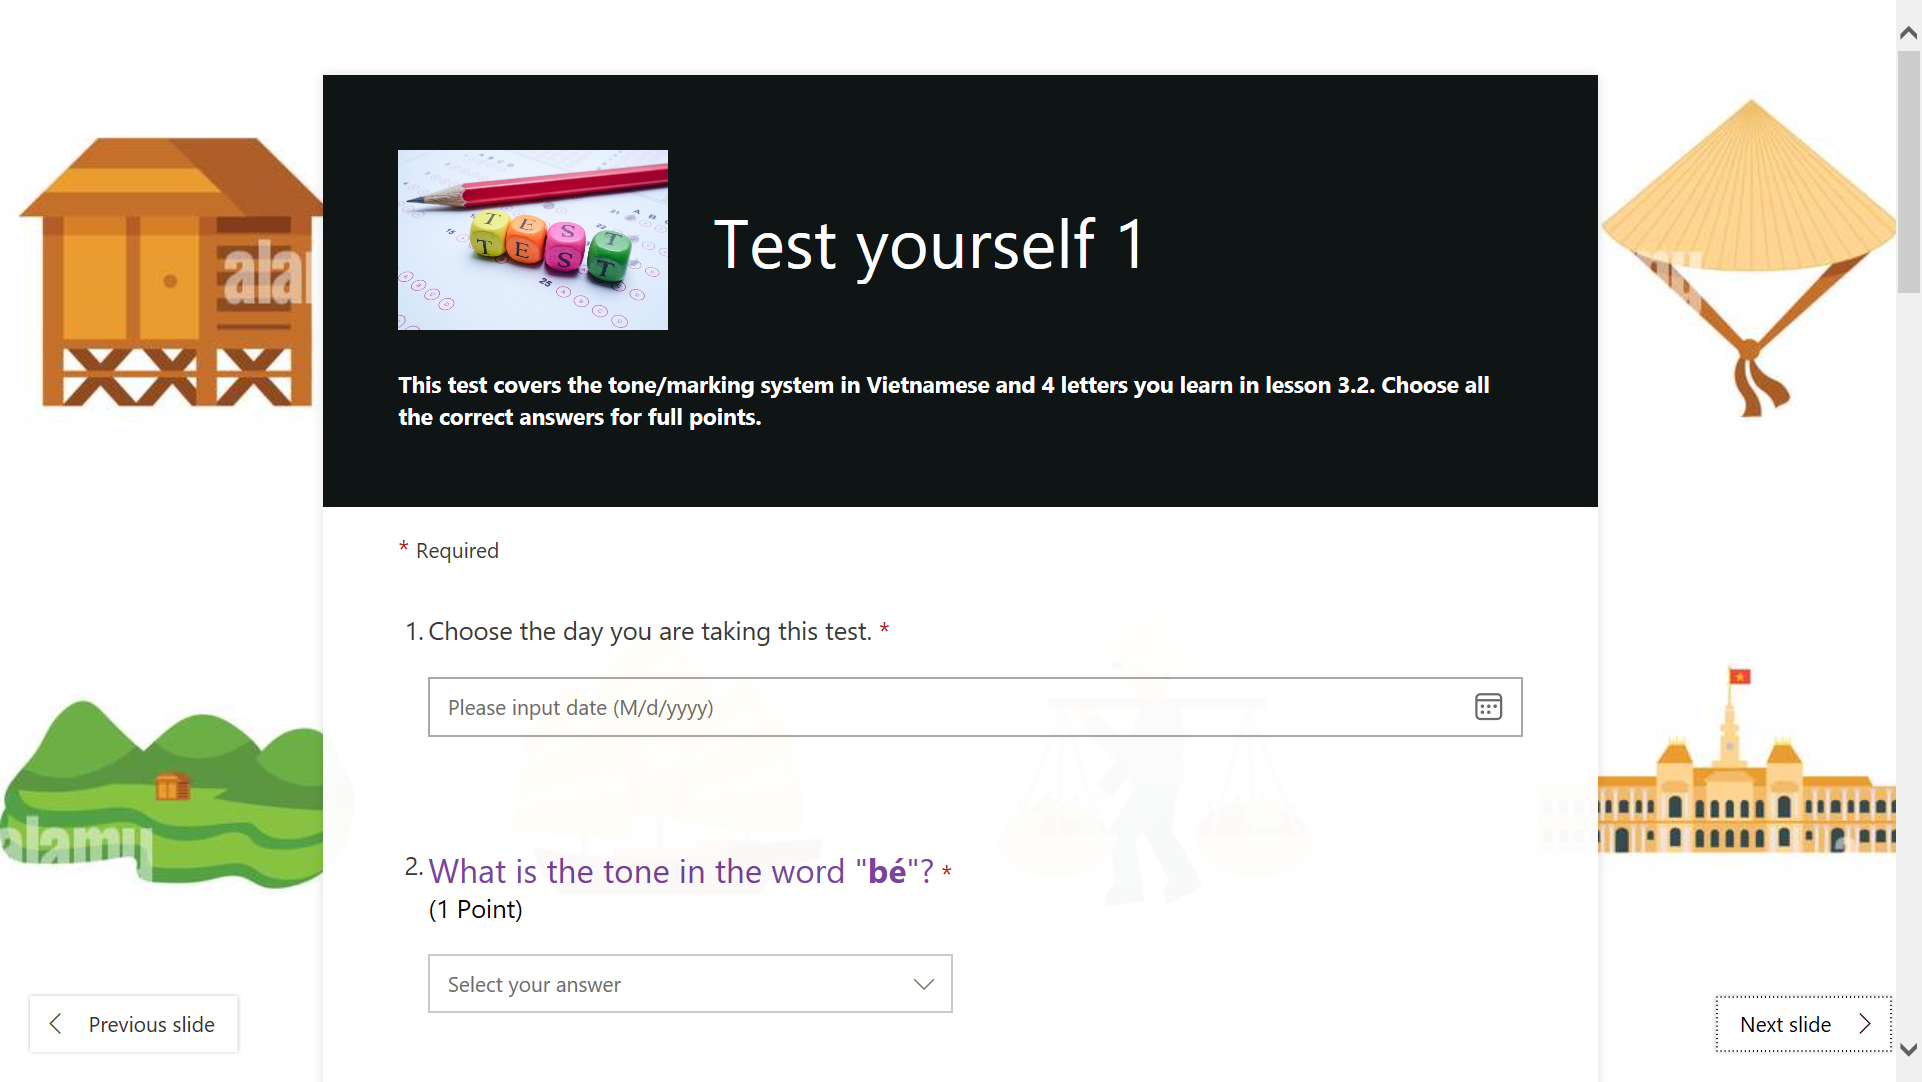 Test yourself 1
This test covers the tone/marking system in Vietnamese and 4 letters you learn in lesson 3.2. Choose all
the correct answers for full points.
* Required
1. Choose the day you are taking this test. *
Please input date (M/d/yyyy)
2. What is the tone in the word "bé"? *
(1 Point)
Select your answer
Previous slide
Next slide
T E S T
T E S T
alamy